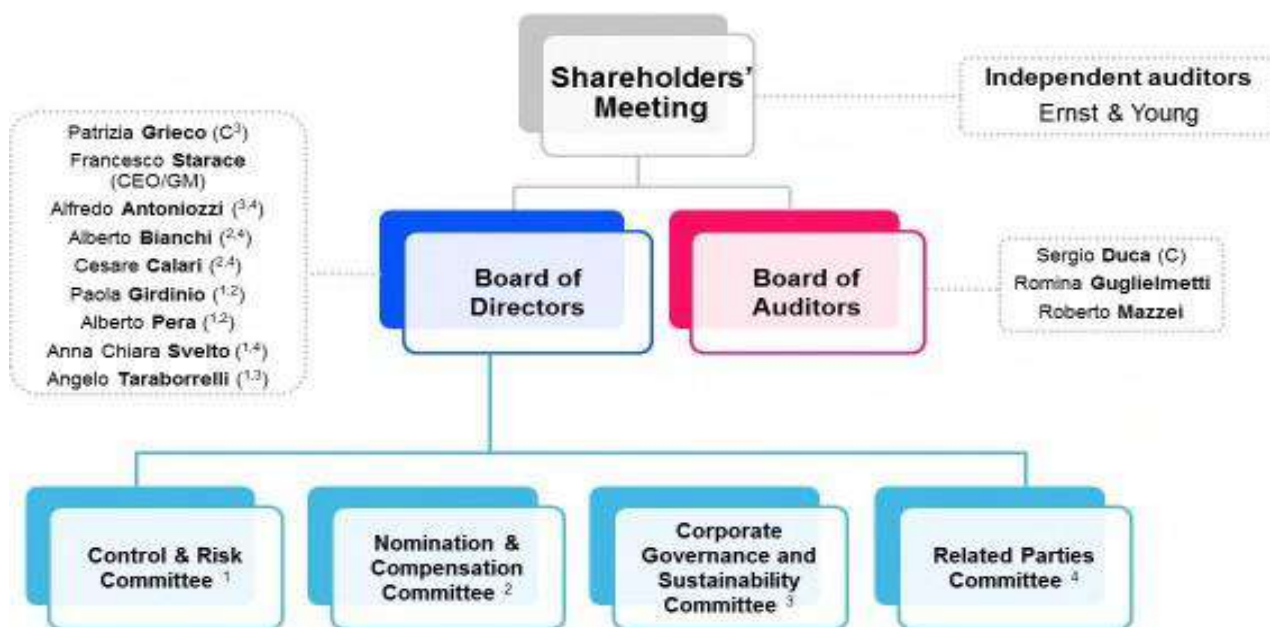 Shareholders'
Meeting
Independent auditors
Ernst & Young
Patrizia Grieco (C³)
Francesco Starace
(CEO/GM)
Alfredo Antoniozzi (³,⁴)
Alberto Bianchi (²,⁴)
Cesare Calari (²,⁴)
Paola Girdinio (¹,²)
Alberto Pera (¹,²)
Anna Chiara Svelto (¹,⁴)
Angelo Taraborrelli (¹,³)
Board of
Directors
Board of
Auditors
Sergio Duca (C)
Romina Guglielmetti
Roberto Mazzei
Control & Risk
Committee ¹
Nomination &
Compensation
Committee ²
Corporate
Governance and
Sustainability
Committee ³
Related Parties
Committee ⁴